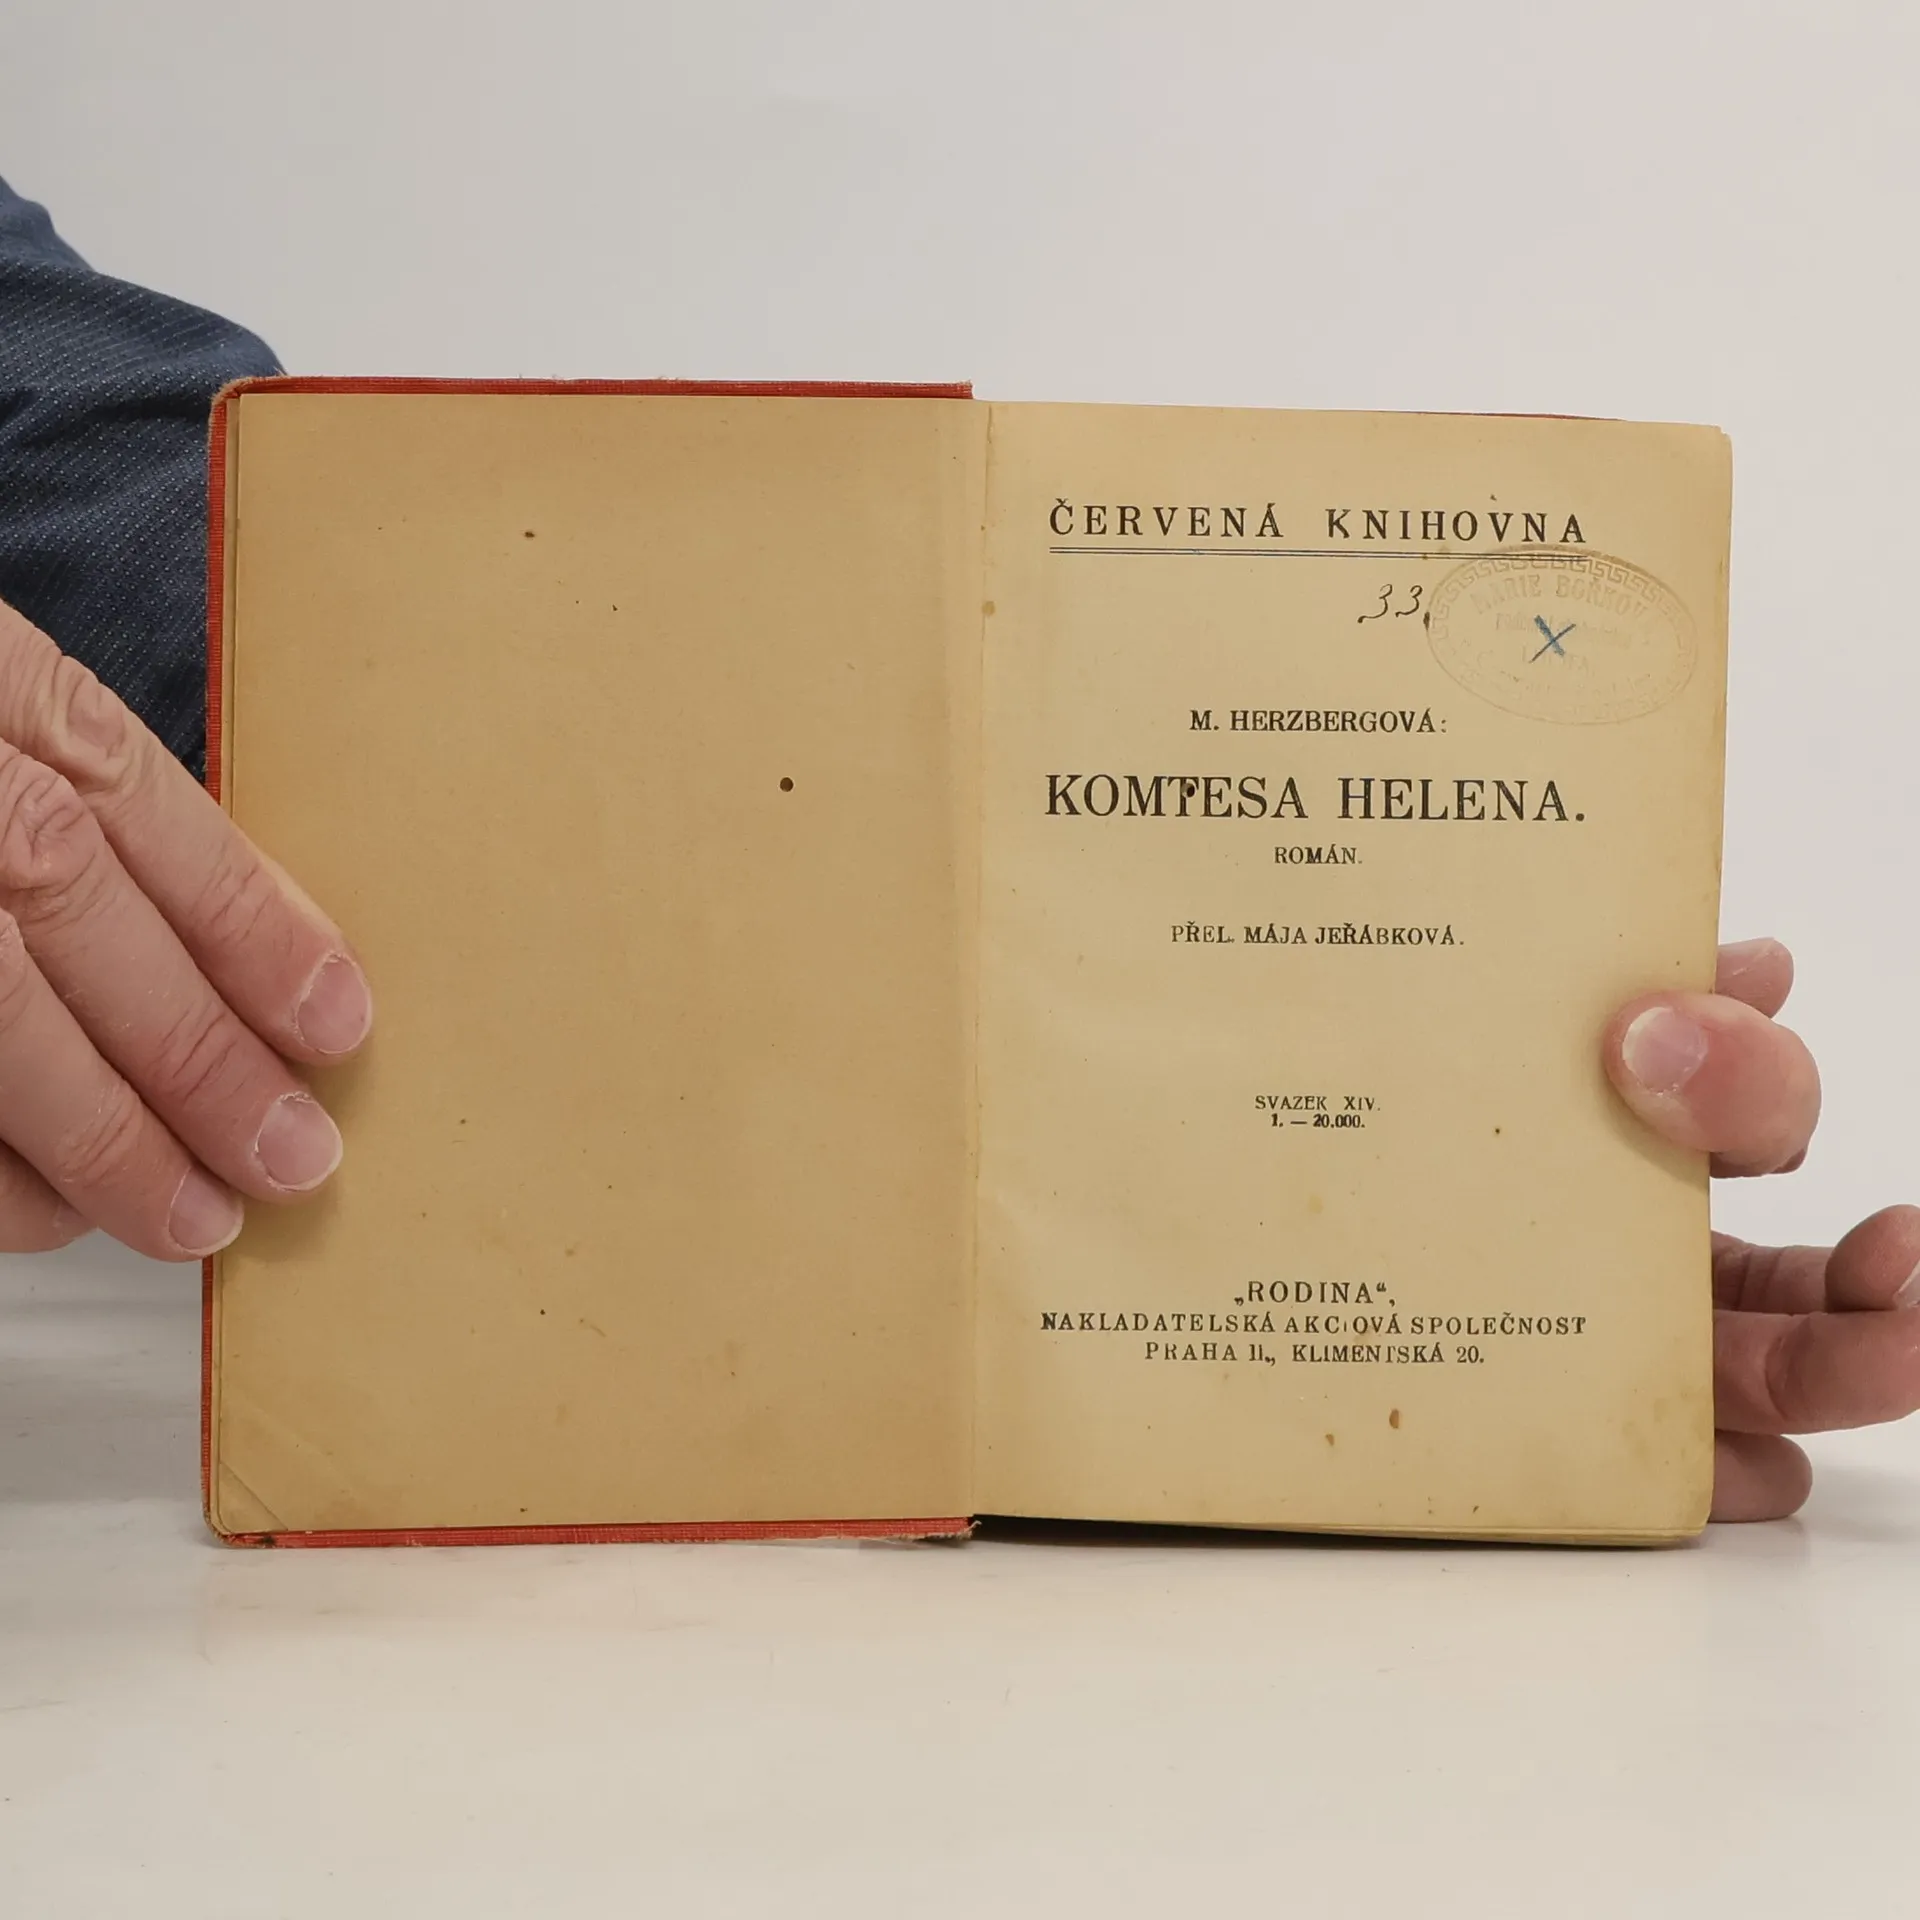 ČERVENÁ KNIHOVNA
33.
MARIE
X
M. HERZBERGOVÁ:
KOMTESA HELENA.
ROMÁN.
PŘEL. MÁJA JEŘÁBKOVÁ.
SVAZEK XIV.
1. — 20.000.
„RODINA“,
NAKLADATELSKÁ AKCIOVÁ SPOLEČNOST
PRAHA II., KLIMENTSKÁ 20.